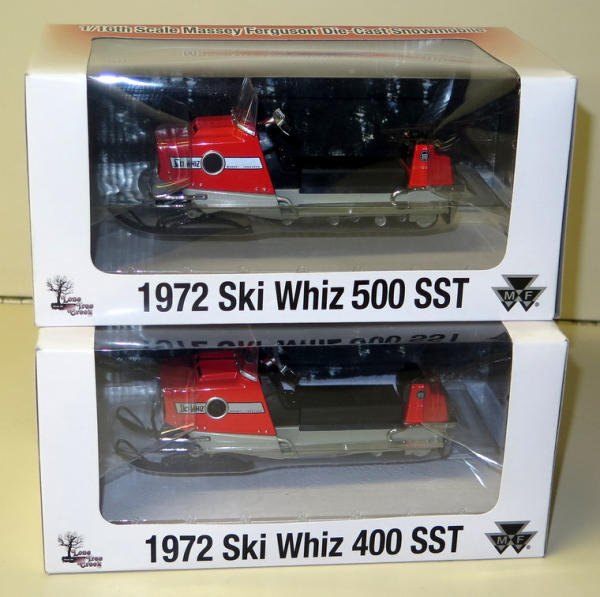 1/16th Scale Massey Ferguson Die-Cast Snowmobile
SKI WHIZ
Lone
Tree
Creek
1972 Ski Whiz 500 SST
MF
SKI WHIZ
Lone
Tree
Creek
1972 Ski Whiz 400 SST
MF